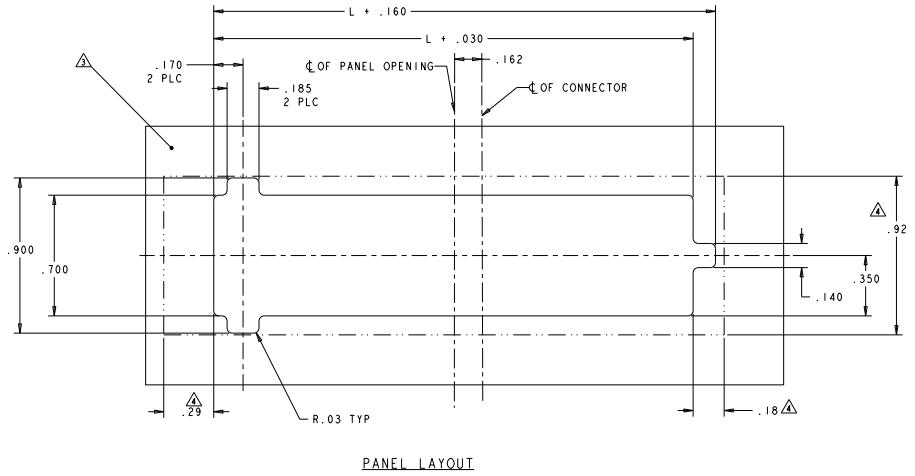 L + .160
L + .030
3
.170
2 PLC
.185
2 PLC
℄ OF PANEL OPENING
.162
℄ OF CONNECTOR
4
.92
.900
.700
.350
.140
4
.29
R.03 TYP
.18 4
PANEL LAYOUT